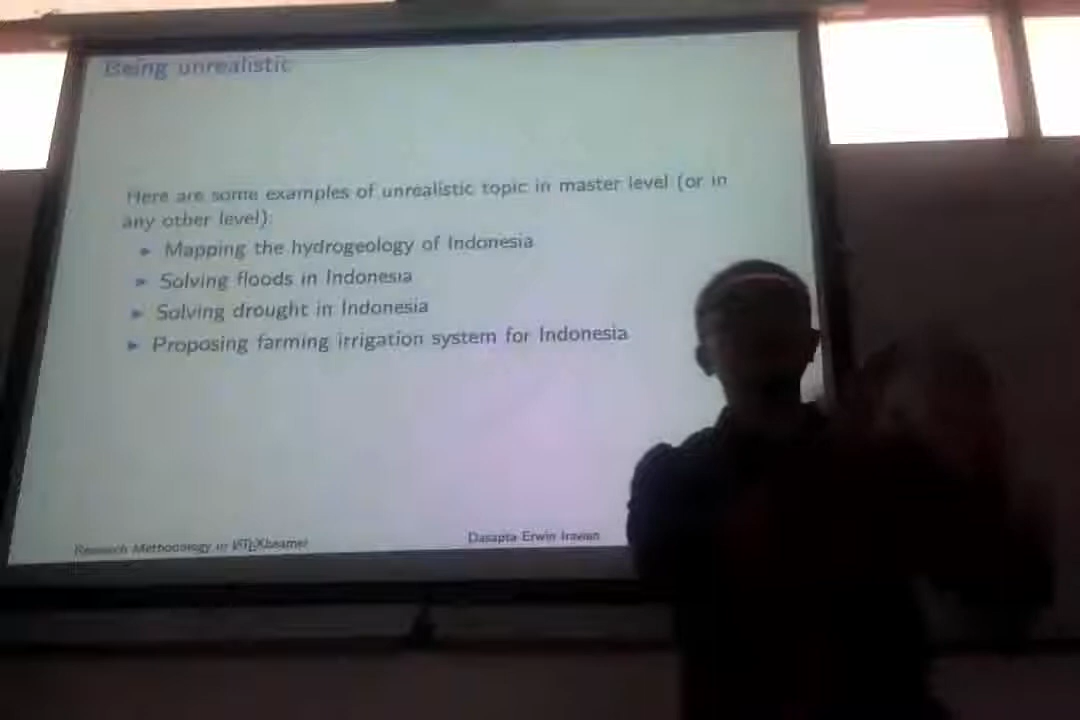 Being unrealistic
Here are some examples of unrealistic topic in master level (or in
any other level):
► Mapping the hydrogeology of Indonesia
► Solving floods in Indonesia
► Solving drought in Indonesia
► Proposing farming irrigation system for Indonesia
Research Methodology in LATEXbeamer
Dasapta Erwin Irawan